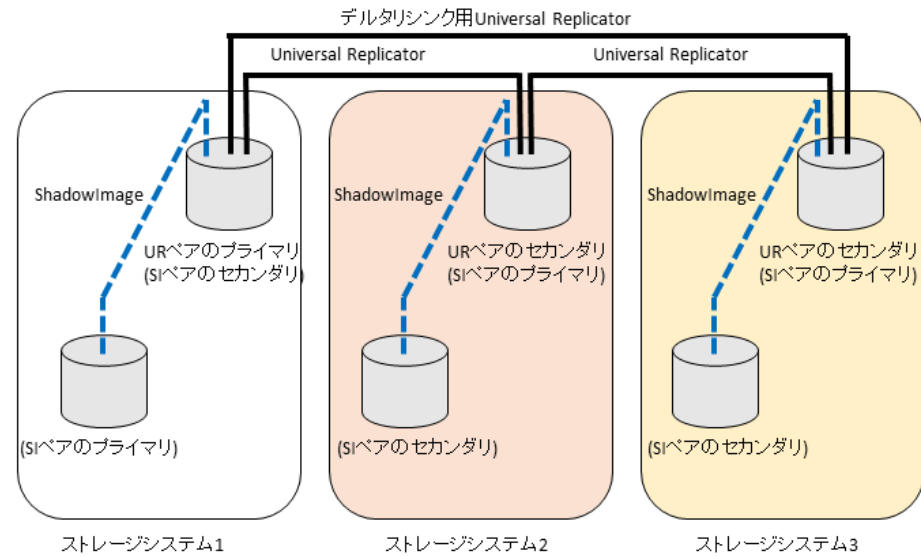 デルタリシンク用Universal Replicator
Universal Replicator
Universal Replicator
ShadowImage
URペアのプライマリ
(SIペアのセカンダリ)
(SIペアのプライマリ)
ストレージシステム1
ShadowImage
URペアのセカンダリ
(SIペアのプライマリ)
(SIペアのセカンダリ)
ストレージシステム2
ShadowImage
URペアのセカンダリ
(SIペアのプライマリ)
(SIペアのセカンダリ)
ストレージシステム3